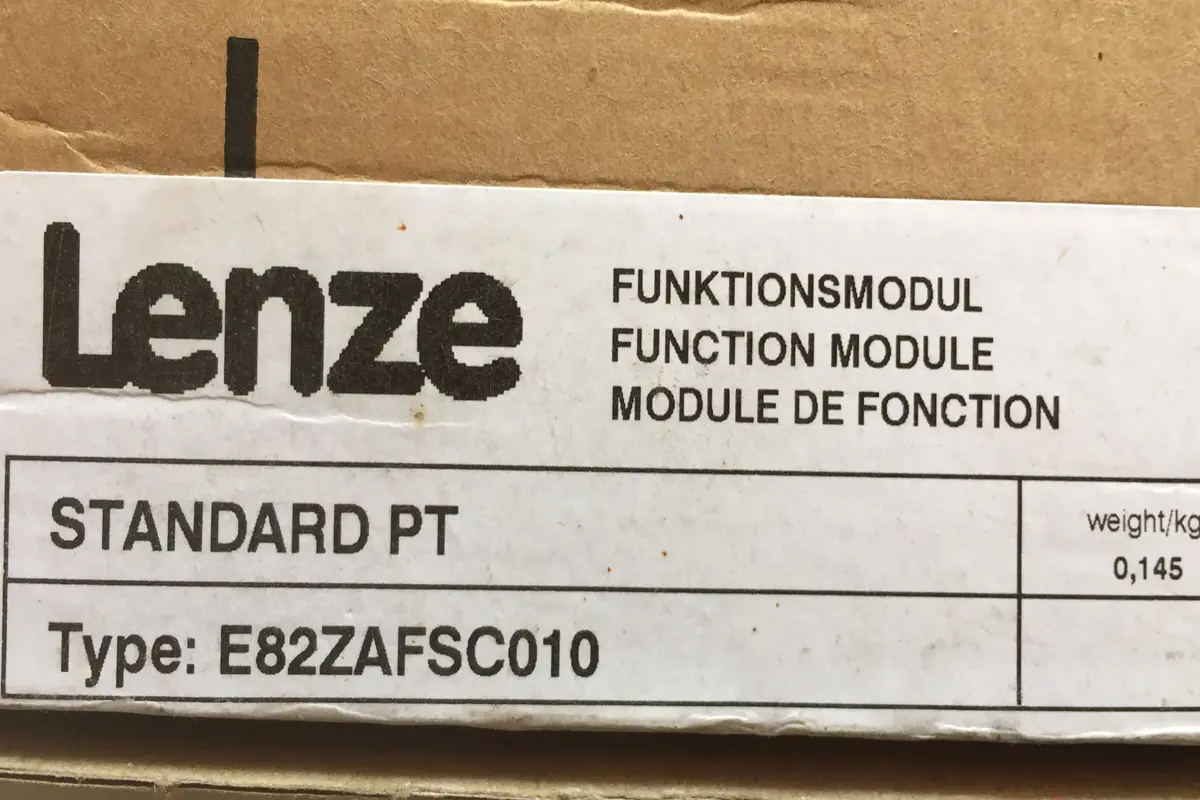 Lenze
FUNKTIONSMODUL
FUNCTION MODULE
MODULE DE FONCTION
STANDARD PT
weight/kg
0,145
Type: E82ZAFSC010